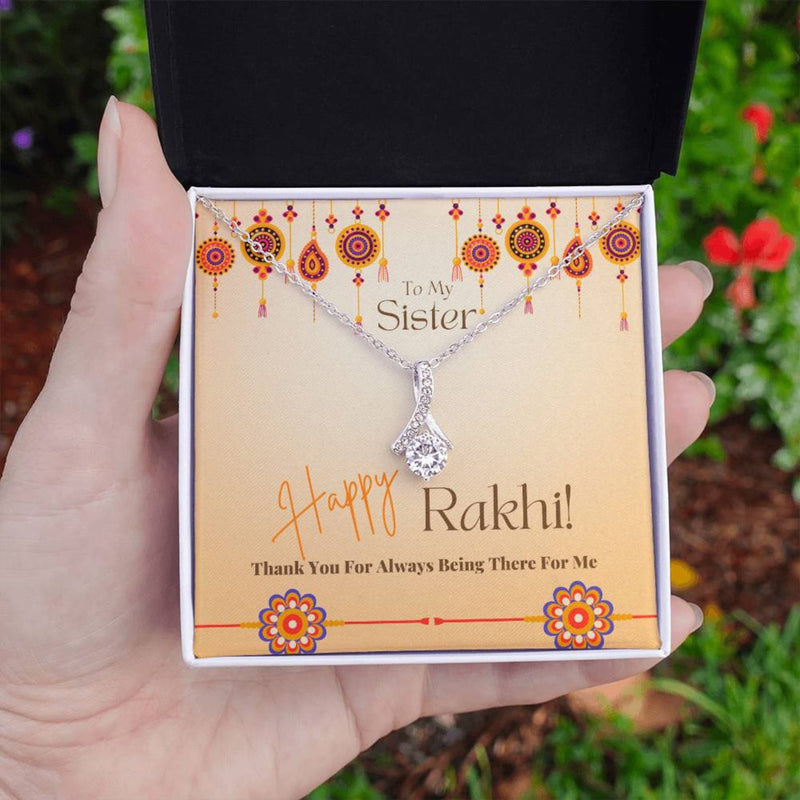 To My
Sister
Happy Rakhi!
Thank You For Always Being There For Me